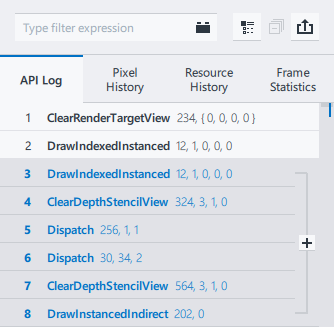 Type filter expression
API Log
Pixel History
Resource History
Frame Statistics
1 ClearRenderTargetView 234, { 0, 0, 0, 0 }
2 DrawIndexedInstanced 12, 1, 0, 0, 0
3 DrawIndexedInstanced 12, 1, 0, 0, 0
4 ClearDepthStencilView 324, 3, 1, 0
5 Dispatch 256, 1, 1
6 Dispatch 30, 34, 2
7 ClearDepthStencilView 564, 3, 1, 0
8 DrawInstancedIndirect 202, 0